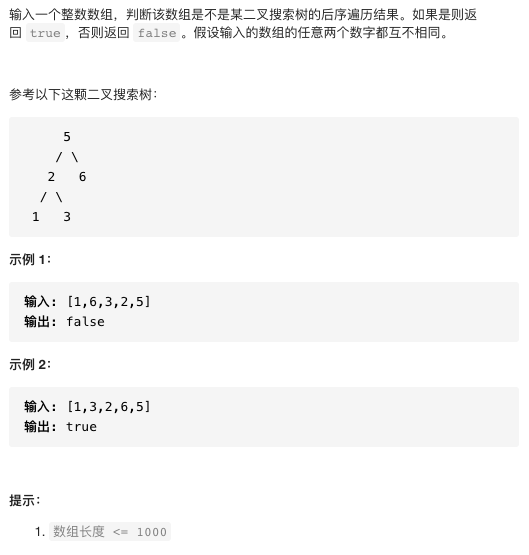 输入一个整数数组，判断该数组是不是某二叉搜索树的后序遍历结果。如果是则返
回 true，否则返回 false。假设输入的数组的任意两个数字都互不相同。
参考以下这颗二叉搜索树：
5
/ \
2 6
/ \
1 3
示例 1：
输入: [1,6,3,2,5]
输出: false
示例 2：
输入: [1,3,2,6,5]
输出: true
提示：
1. 数组长度 <= 1000